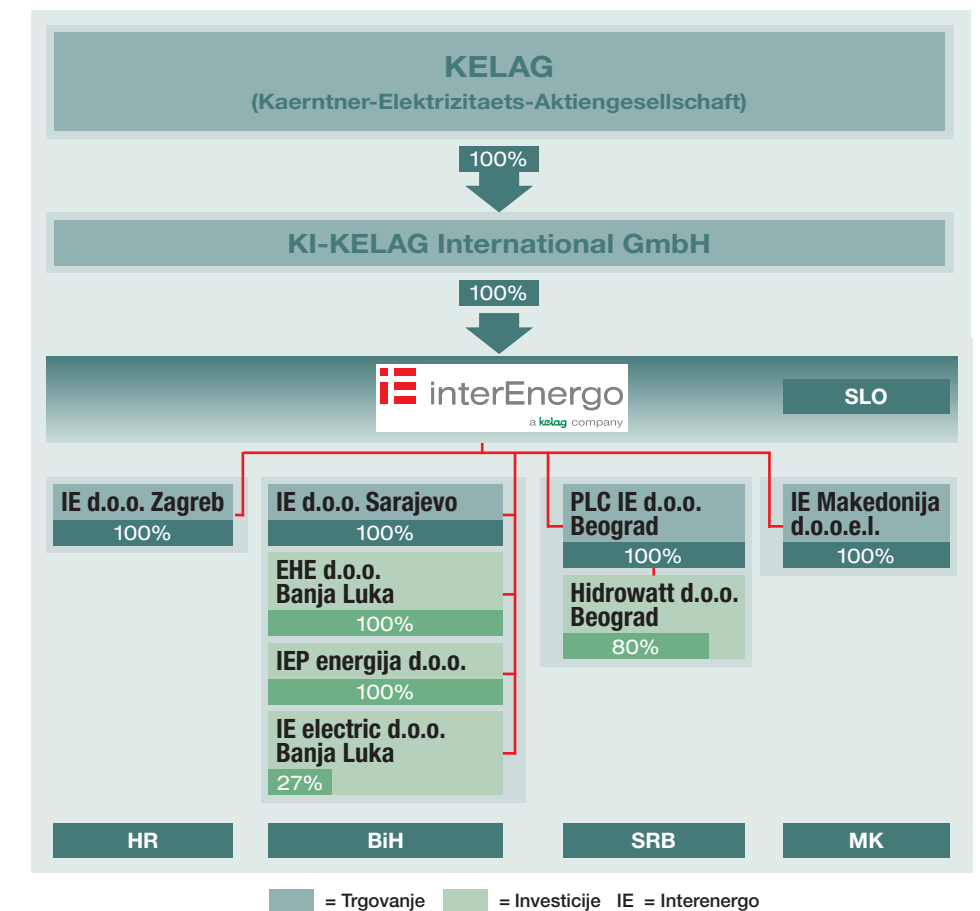 KELAG
(Kaerntner-Elektrizitaets-Aktiengesellschaft)
100%
KI-KELAG International GmbH
100%
iE interEnergo
a kelag company
SLO
IE d.o.o. Zagreb
100%
IE d.o.o. Sarajevo
100%
EHE d.o.o.
Banja Luka
100%
IEP energija d.o.o.
100%
IE electric d.o.o.
Banja Luka
27%
PLC IE d.o.o.
Beograd
100%
Hidrowatt d.o.o.
Beograd
80%
IE Makedonija
d.o.o.e.l.
100%
HR
BiH
SRB
MK
= Trgovanje = Investicije IE = Interenergo